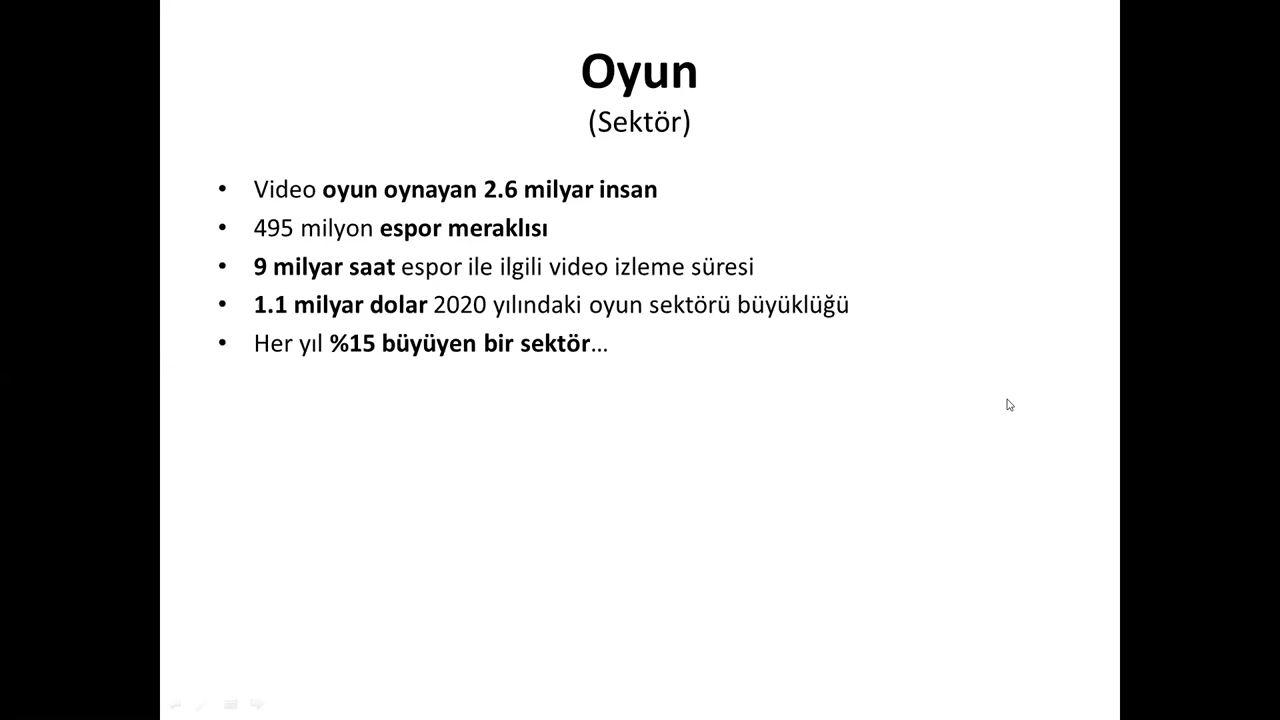 Oyun
(Sektör)
• Video oyun oynayan 2.6 milyar insan
• 495 milyon espor meraklısı
• 9 milyar saat espor ile ilgili video izleme süresi
• 1.1 milyar dolar 2020 yılındaki oyun sektörü büyüklüğü
• Her yıl %15 büyüyen bir sektör...